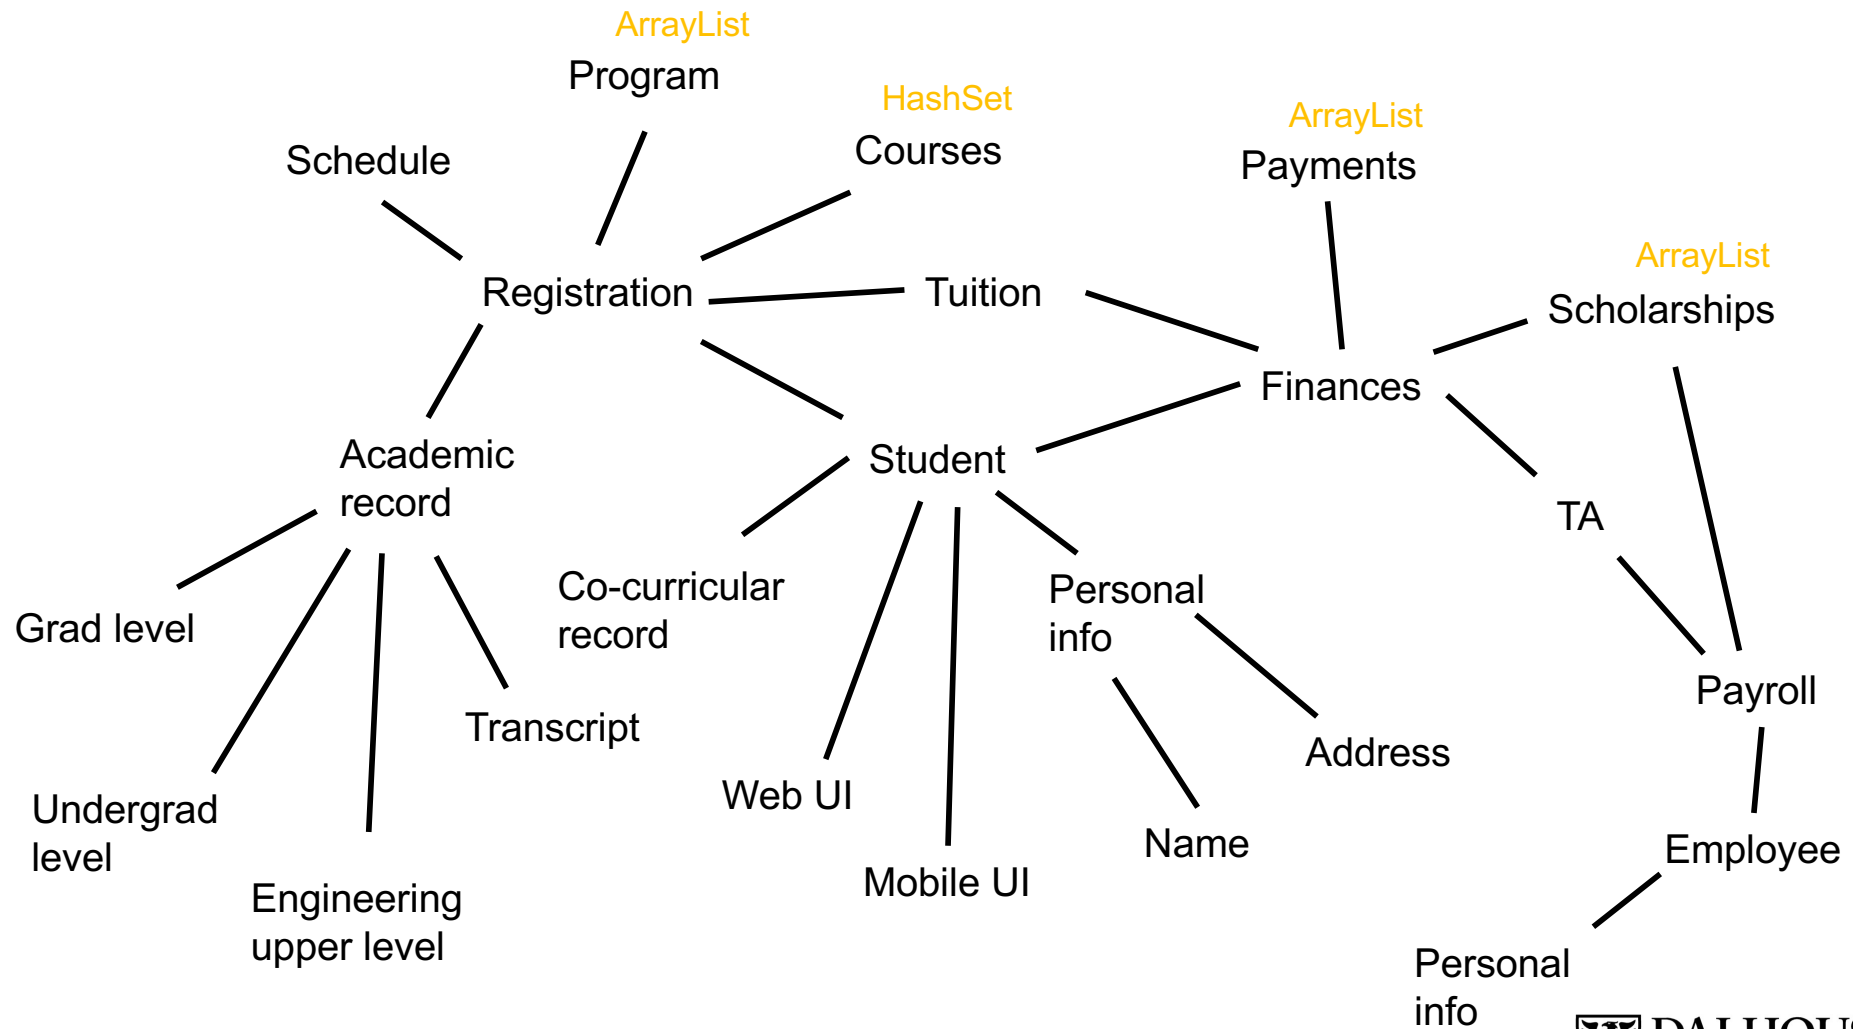 ArrayList
Program
HashSet
Courses
ArrayList
Payments
Schedule
ArrayList
Scholarships
Registration
Tuition
Finances
Academic
record
Student
TA
Co-curricular
record
Personal
info
Grad level
Transcript
Payroll
Address
Web UI
Undergrad
level
Name
Employee
Mobile UI
Engineering
upper level
Personal
info